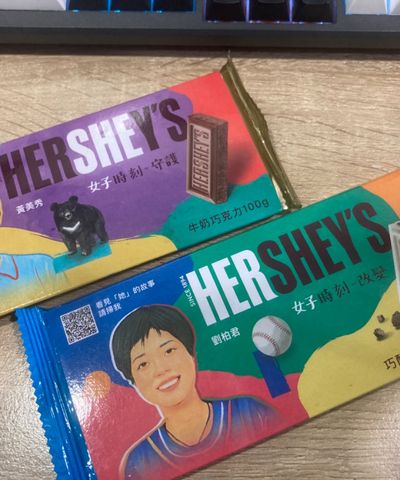 HERSHEY'S
女子時刻-守護
黃美秀
HERSHEY'S
牛奶巧克力100g
看見「她」的故事
請掃我
SINCE 1894
HERSHEY'S
女子時刻-改變
劉柏君
巧